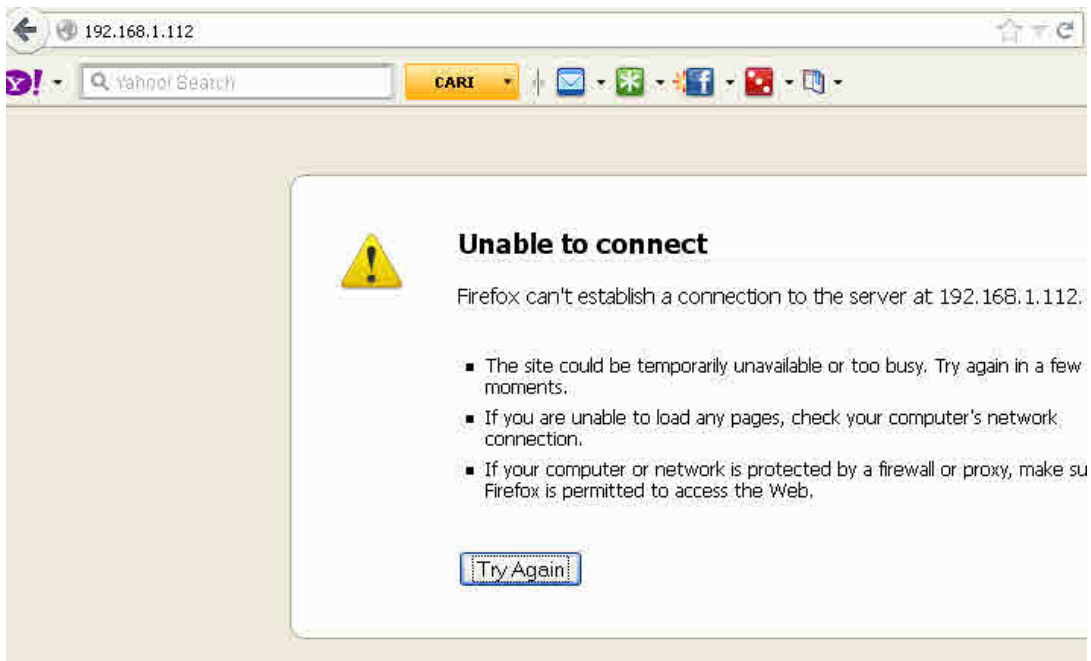 192.168.1.112
Y!
Yahoo! Search
CARI
f
Unable to connect
Firefox can't establish a connection to the server at 192.168.1.112.
The site could be temporarily unavailable or too busy. Try again in a few
moments.
If you are unable to load any pages, check your computer's network
connection.
If your computer or network is protected by a firewall or proxy, make su
Firefox is permitted to access the Web.
Try Again